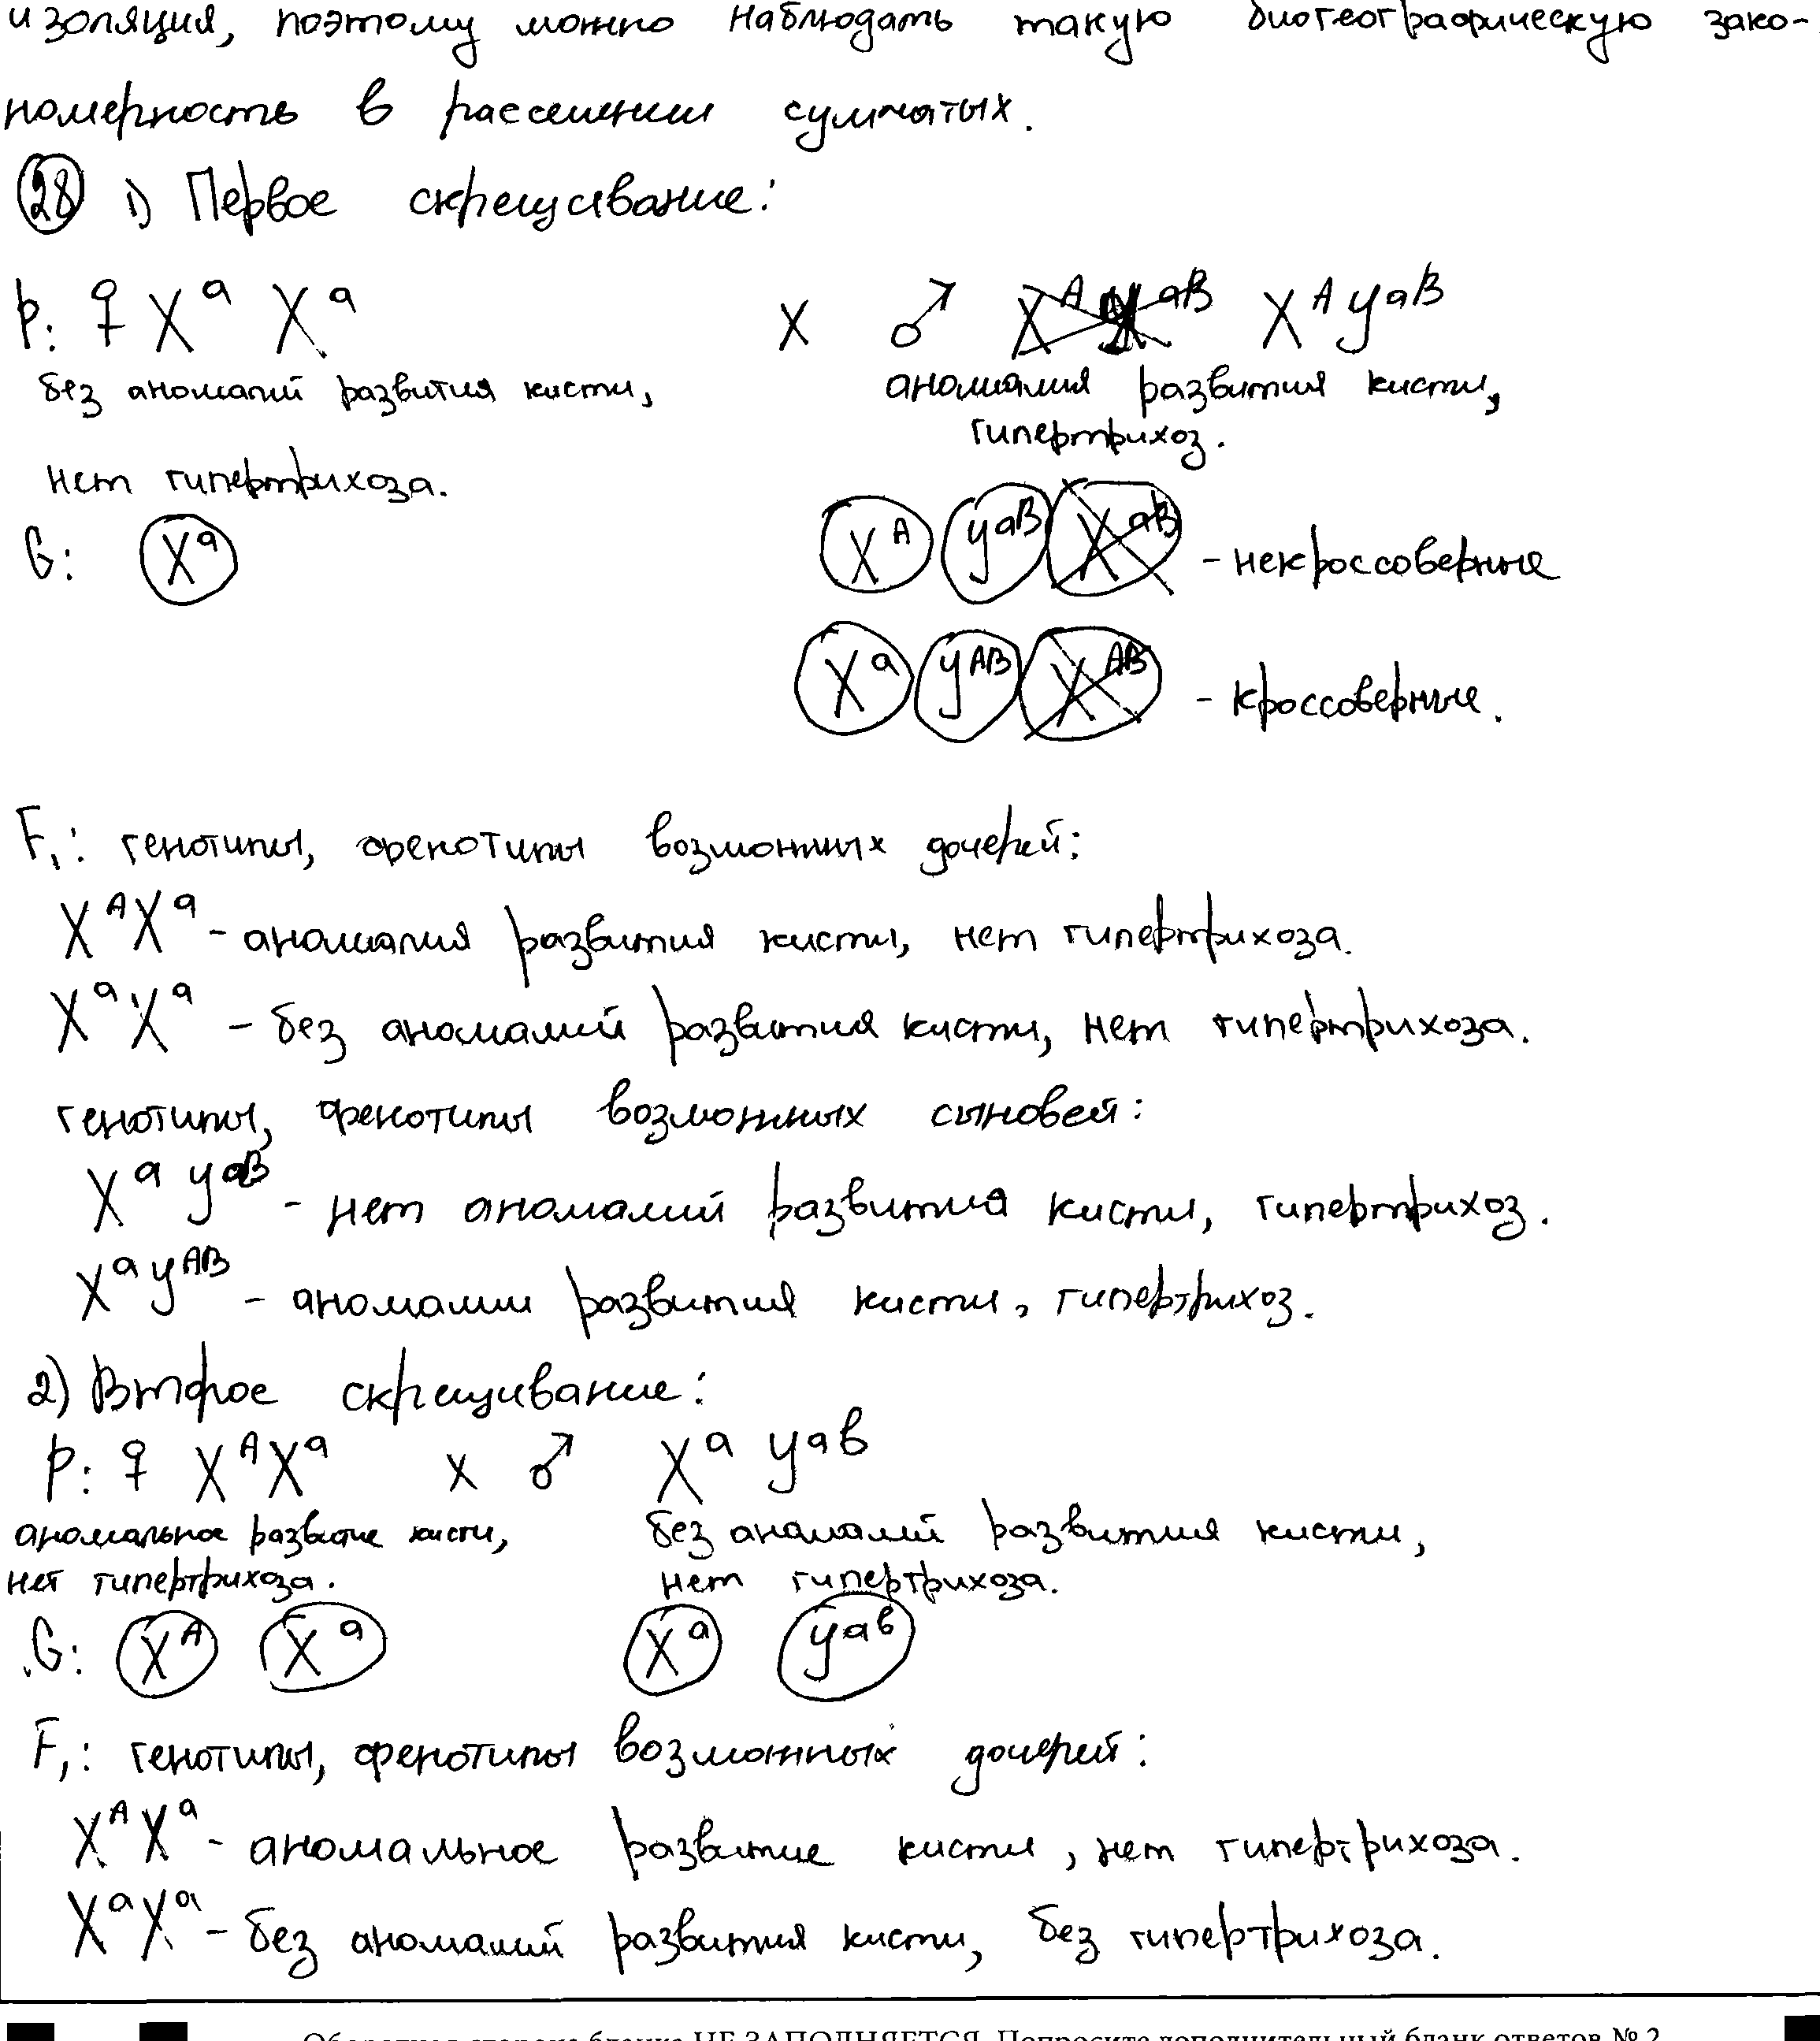 изоляция, поэтому можно наблюдать такую биогеографическую зако-
номерность в расселении сумчатых.
28 1) Первое скрещивание:
P: ♀ X^a X^a x ♂ X^A Y^aB
без аномалий развития кисти, аномалия развития кисти,
гипертрихоз.
нет гипертрихоза.
G: X^a X^A Y^aB X^aB - некроссоверные
X^a Y^AB X^AB - кроссоверные.
F1: генотипы, фенотипы возможных дочерей:
X^A X^a - аномалия развития кисти, нет гипертрихоза.
X^a X^a - без аномалий развития кисти, нет гипертрихоза.
генотипы, фенотипы возможных сыновей:
X^a Y^aB - нет аномалий развития кисти, гипертрихоз.
X^a Y^AB - аномалии развития кисти, гипертрихоз.
2) Второе скрещивание:
P: ♀ X^A X^a x ♂ X^a Y^ab
аномальное развитие кисти, без аномалий развития кисти,
нет гипертрихоза. нет гипертрихоза.
G: X^A X^a X^a Y^ab
F1: генотипы, фенотипы возможных дочерей:
X^A X^a - аномальное развитие кисти, нет гипертрихоза.
X^a X^a - без аномалий развития кисти, без гипертрихоза.
Оборотная сторона бланка НЕ ЗАПОЛНЯЕТСЯ. Попросите дополнительный бланк ответов № 2